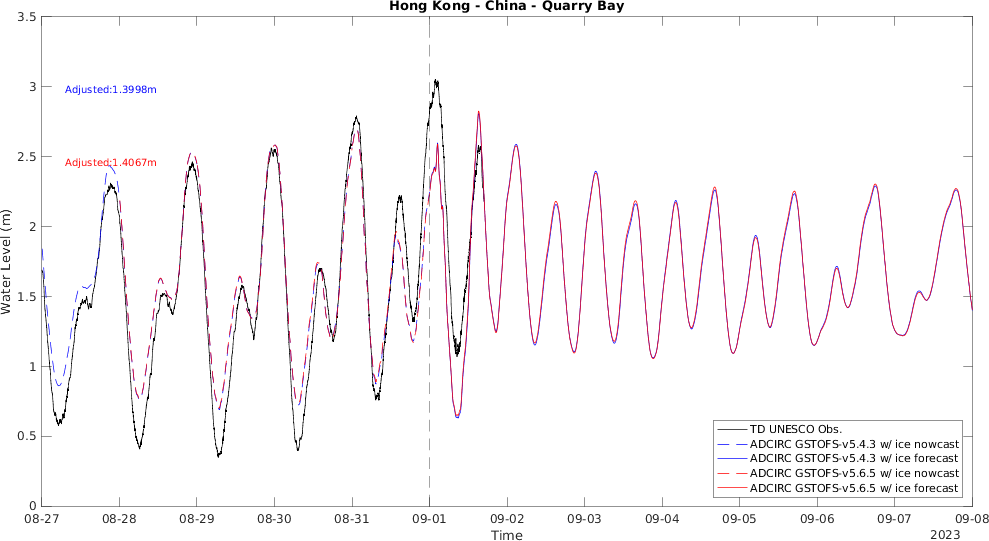 Hong Kong - China - Quarry Bay
3.5
3
2.5
2
1.5
1
0.5
0
Water Level (m)
Adjusted:1.3998m
Adjusted:1.4067m
TD UNESCO Obs.
ADCIRC GSTOFS-v5.4.3 w/ ice nowcast
ADCIRC GSTOFS-v5.4.3 w/ ice forecast
ADCIRC GSTOFS-v5.6.5 w/ ice nowcast
ADCIRC GSTOFS-v5.6.5 w/ ice forecast
08-27 08-28 08-29 08-30 08-31 09-01 09-02 09-03 09-04 09-05 09-06 09-07 09-08
Time
2023